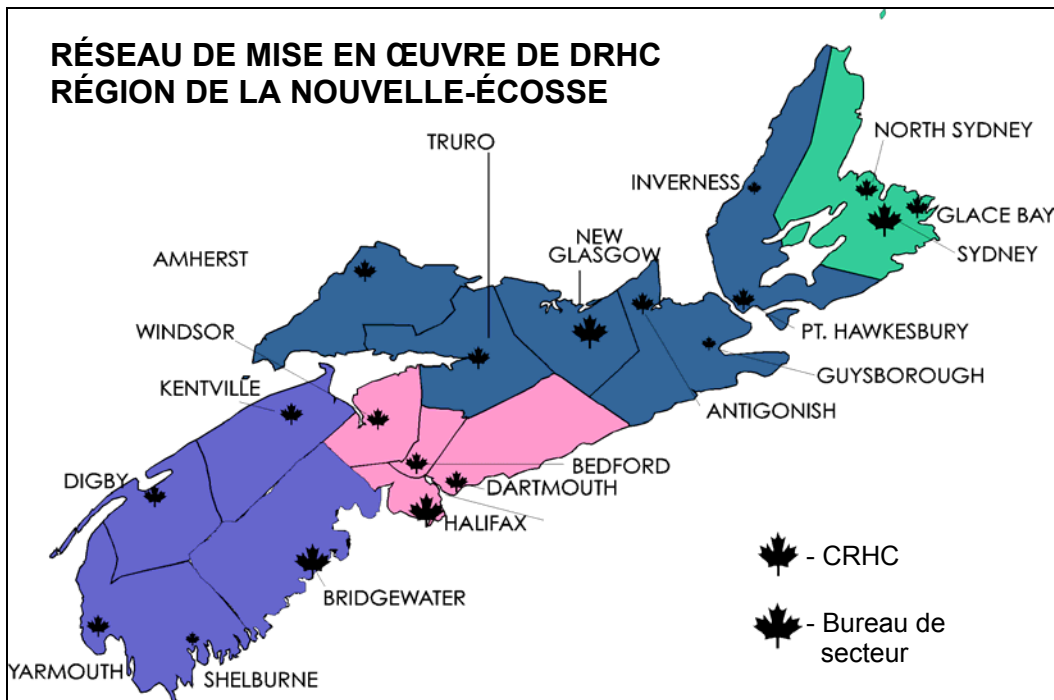 RÉSEAU DE MISE EN ŒUVRE DE DRHC
RÉGION DE LA NOUVELLE-ÉCOSSE
TRURO
NORTH SYDNEY
INVERNESS
GLACE BAY
NEW
GLASGOW
SYDNEY
AMHERST
WINDSOR
PT. HAWKESBURY
KENTVILLE
GUYSBOROUGH
ANTIGONISH
BEDFORD
DIGBY
DARTMOUTH
HALIFAX
- CRHC
BRIDGEWATER
- Bureau de
secteur
YARMOUTH
SHELBURNE